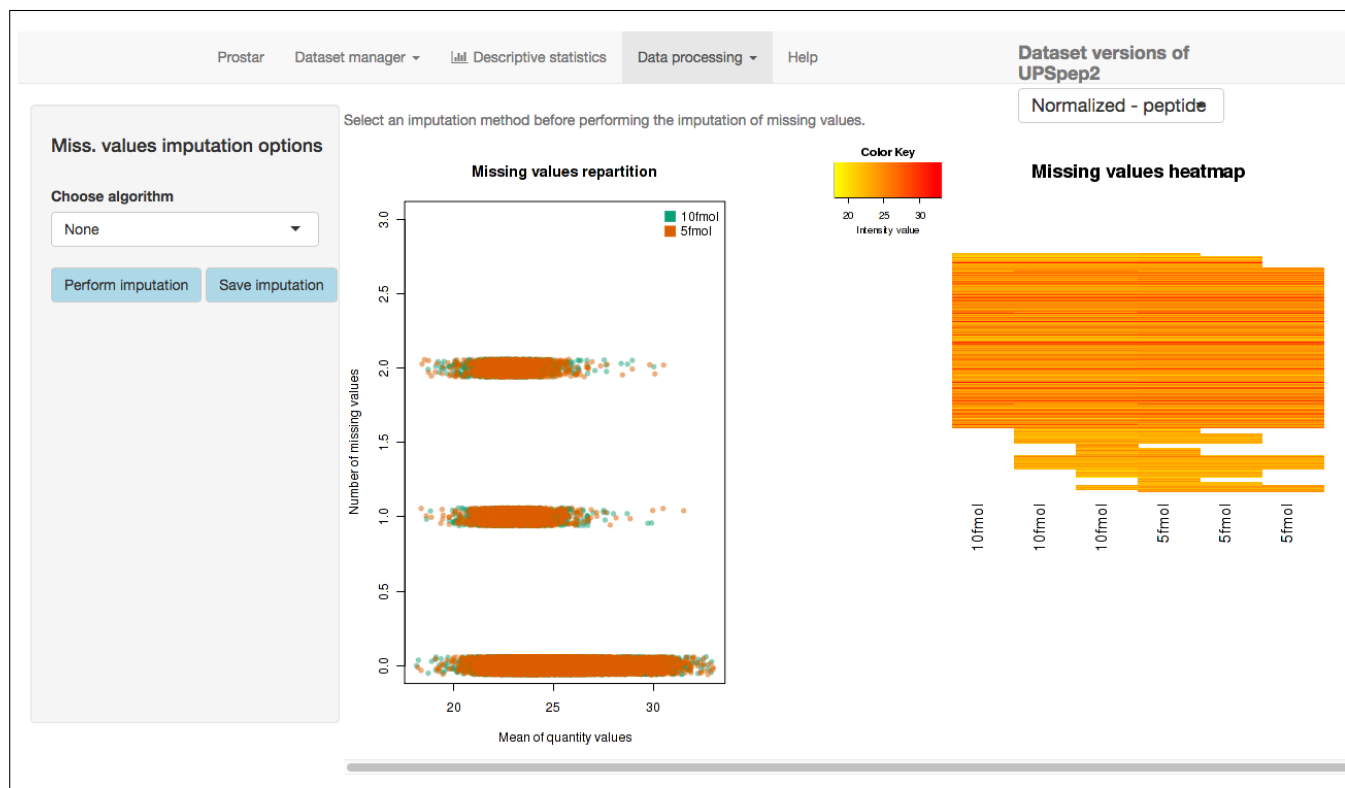 Prostar Dataset manager Descriptive statistics Data processing Help
Dataset versions of
UPSpep2
Normalized - peptide
Miss. values imputation options
Choose algorithm
None
Perform imputation Save imputation
Select an imputation method before performing the imputation of missing values.
Missing values repartition
10fmol
5fmol
3.0
2.5
2.0
1.5
1.0
0.5
0.0
Number of missing values
20 25 30
Mean of quantity values
Color Key
20 25 30
Intensity value
Missing values heatmap
10fmol
10fmol
10fmol
5fmol
5fmol
5fmol